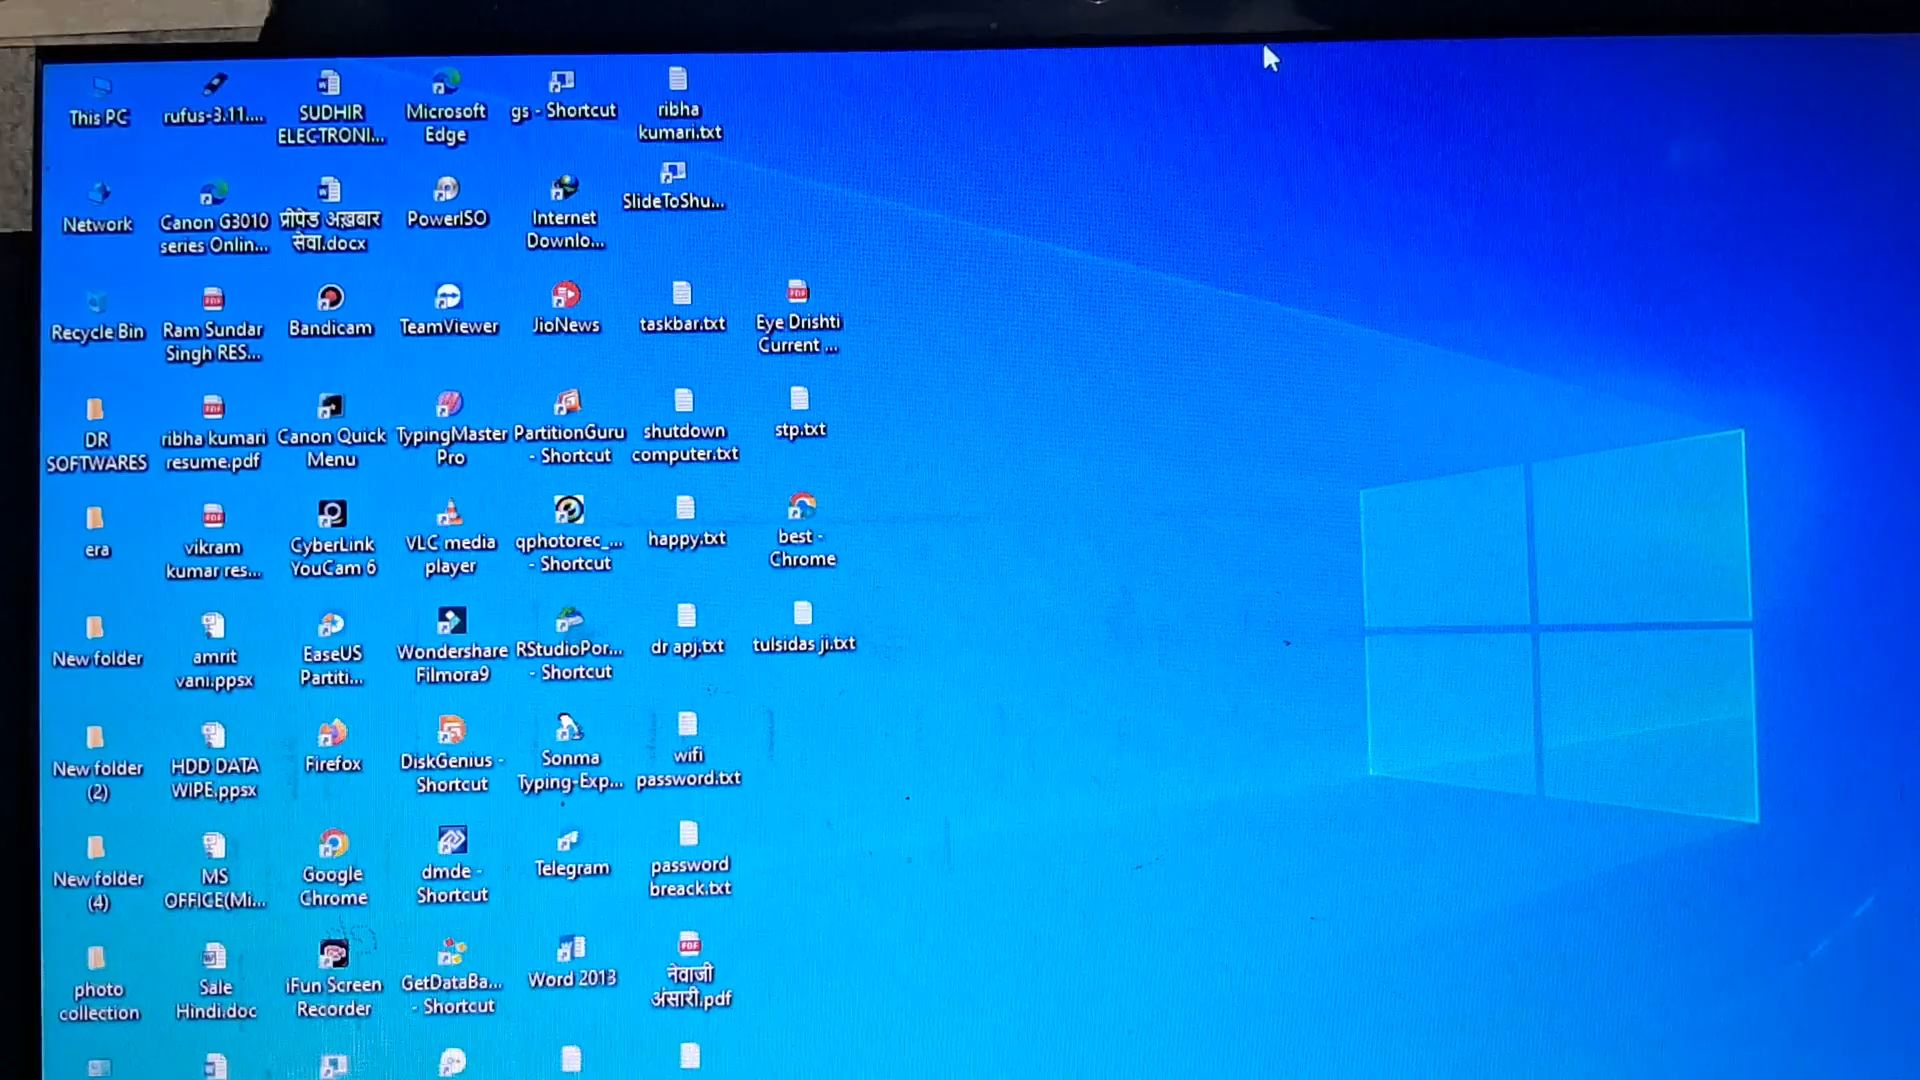 This PC
rufus-3.11....
SUDHIR
ELECTRONI...
Microsoft
Edge
gs - Shortcut
ribha
kumari.txt
Network
Canon G3010
series Onlin...
प्रीपेड अख़बार
सेवा.docx
PowerISO
Internet
Downlo...
SlideToShu...
Recycle Bin
Ram Sundar
Singh RES...
Bandicam
TeamViewer
JioNews
taskbar.txt
Eye Drishti
Current ...
DR
SOFTWARES
ribha kumari
resume.pdf
Canon Quick
Menu
TypingMaster
Pro
PartitionGuru
- Shortcut
shutdown
computer.txt
stp.txt
era
vikram
kumar res...
CyberLink
YouCam 6
VLC media
player
qphotorec_...
- Shortcut
happy.txt
best -
Chrome
New folder
amrit
vani.ppsx
EaseUS
Partiti...
Wondershare
Filmora9
RStudioPor...
- Shortcut
dr apj.txt
tulsidas ji.txt
New folder
(2)
HDD DATA
WIPE.ppsx
Firefox
DiskGenius -
Shortcut
Sonma
Typing-Exp...
wifi
password.txt
New folder
(4)
MS
OFFICE(Mi...
Google
Chrome
dmde -
Shortcut
Telegram
password
breack.txt
photo
collection
Sale
Hindi.doc
iFun Screen
Recorder
GetDataBa...
- Shortcut
Word 2013
नेवाजी
अंसारी.pdf